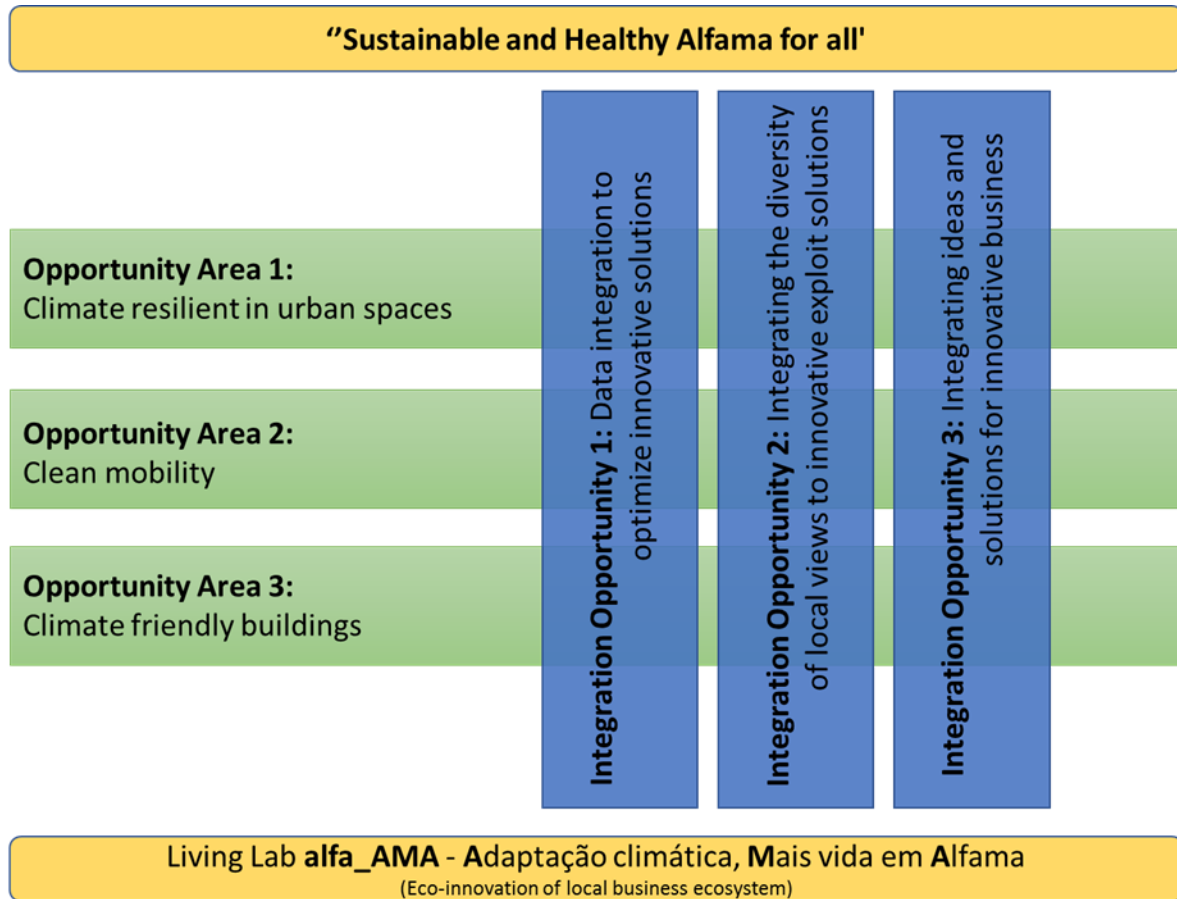 ‘’Sustainable and Healthy Alfama for all'
Opportunity Area 1:
Climate resilient in urban spaces
Opportunity Area 2:
Clean mobility
Opportunity Area 3:
Climate friendly buildings
Integration Opportunity 1: Data integration to
optimize innovative solutions
Integration Opportunity 2: Integrating the diversity
of local views to innovative exploit solutions
Integration Opportunity 3: Integrating ideas and
solutions for innovative business
Living Lab alfa_AMA - Adaptação climática, Mais vida em Alfama
(Eco-innovation of local business ecosystem)